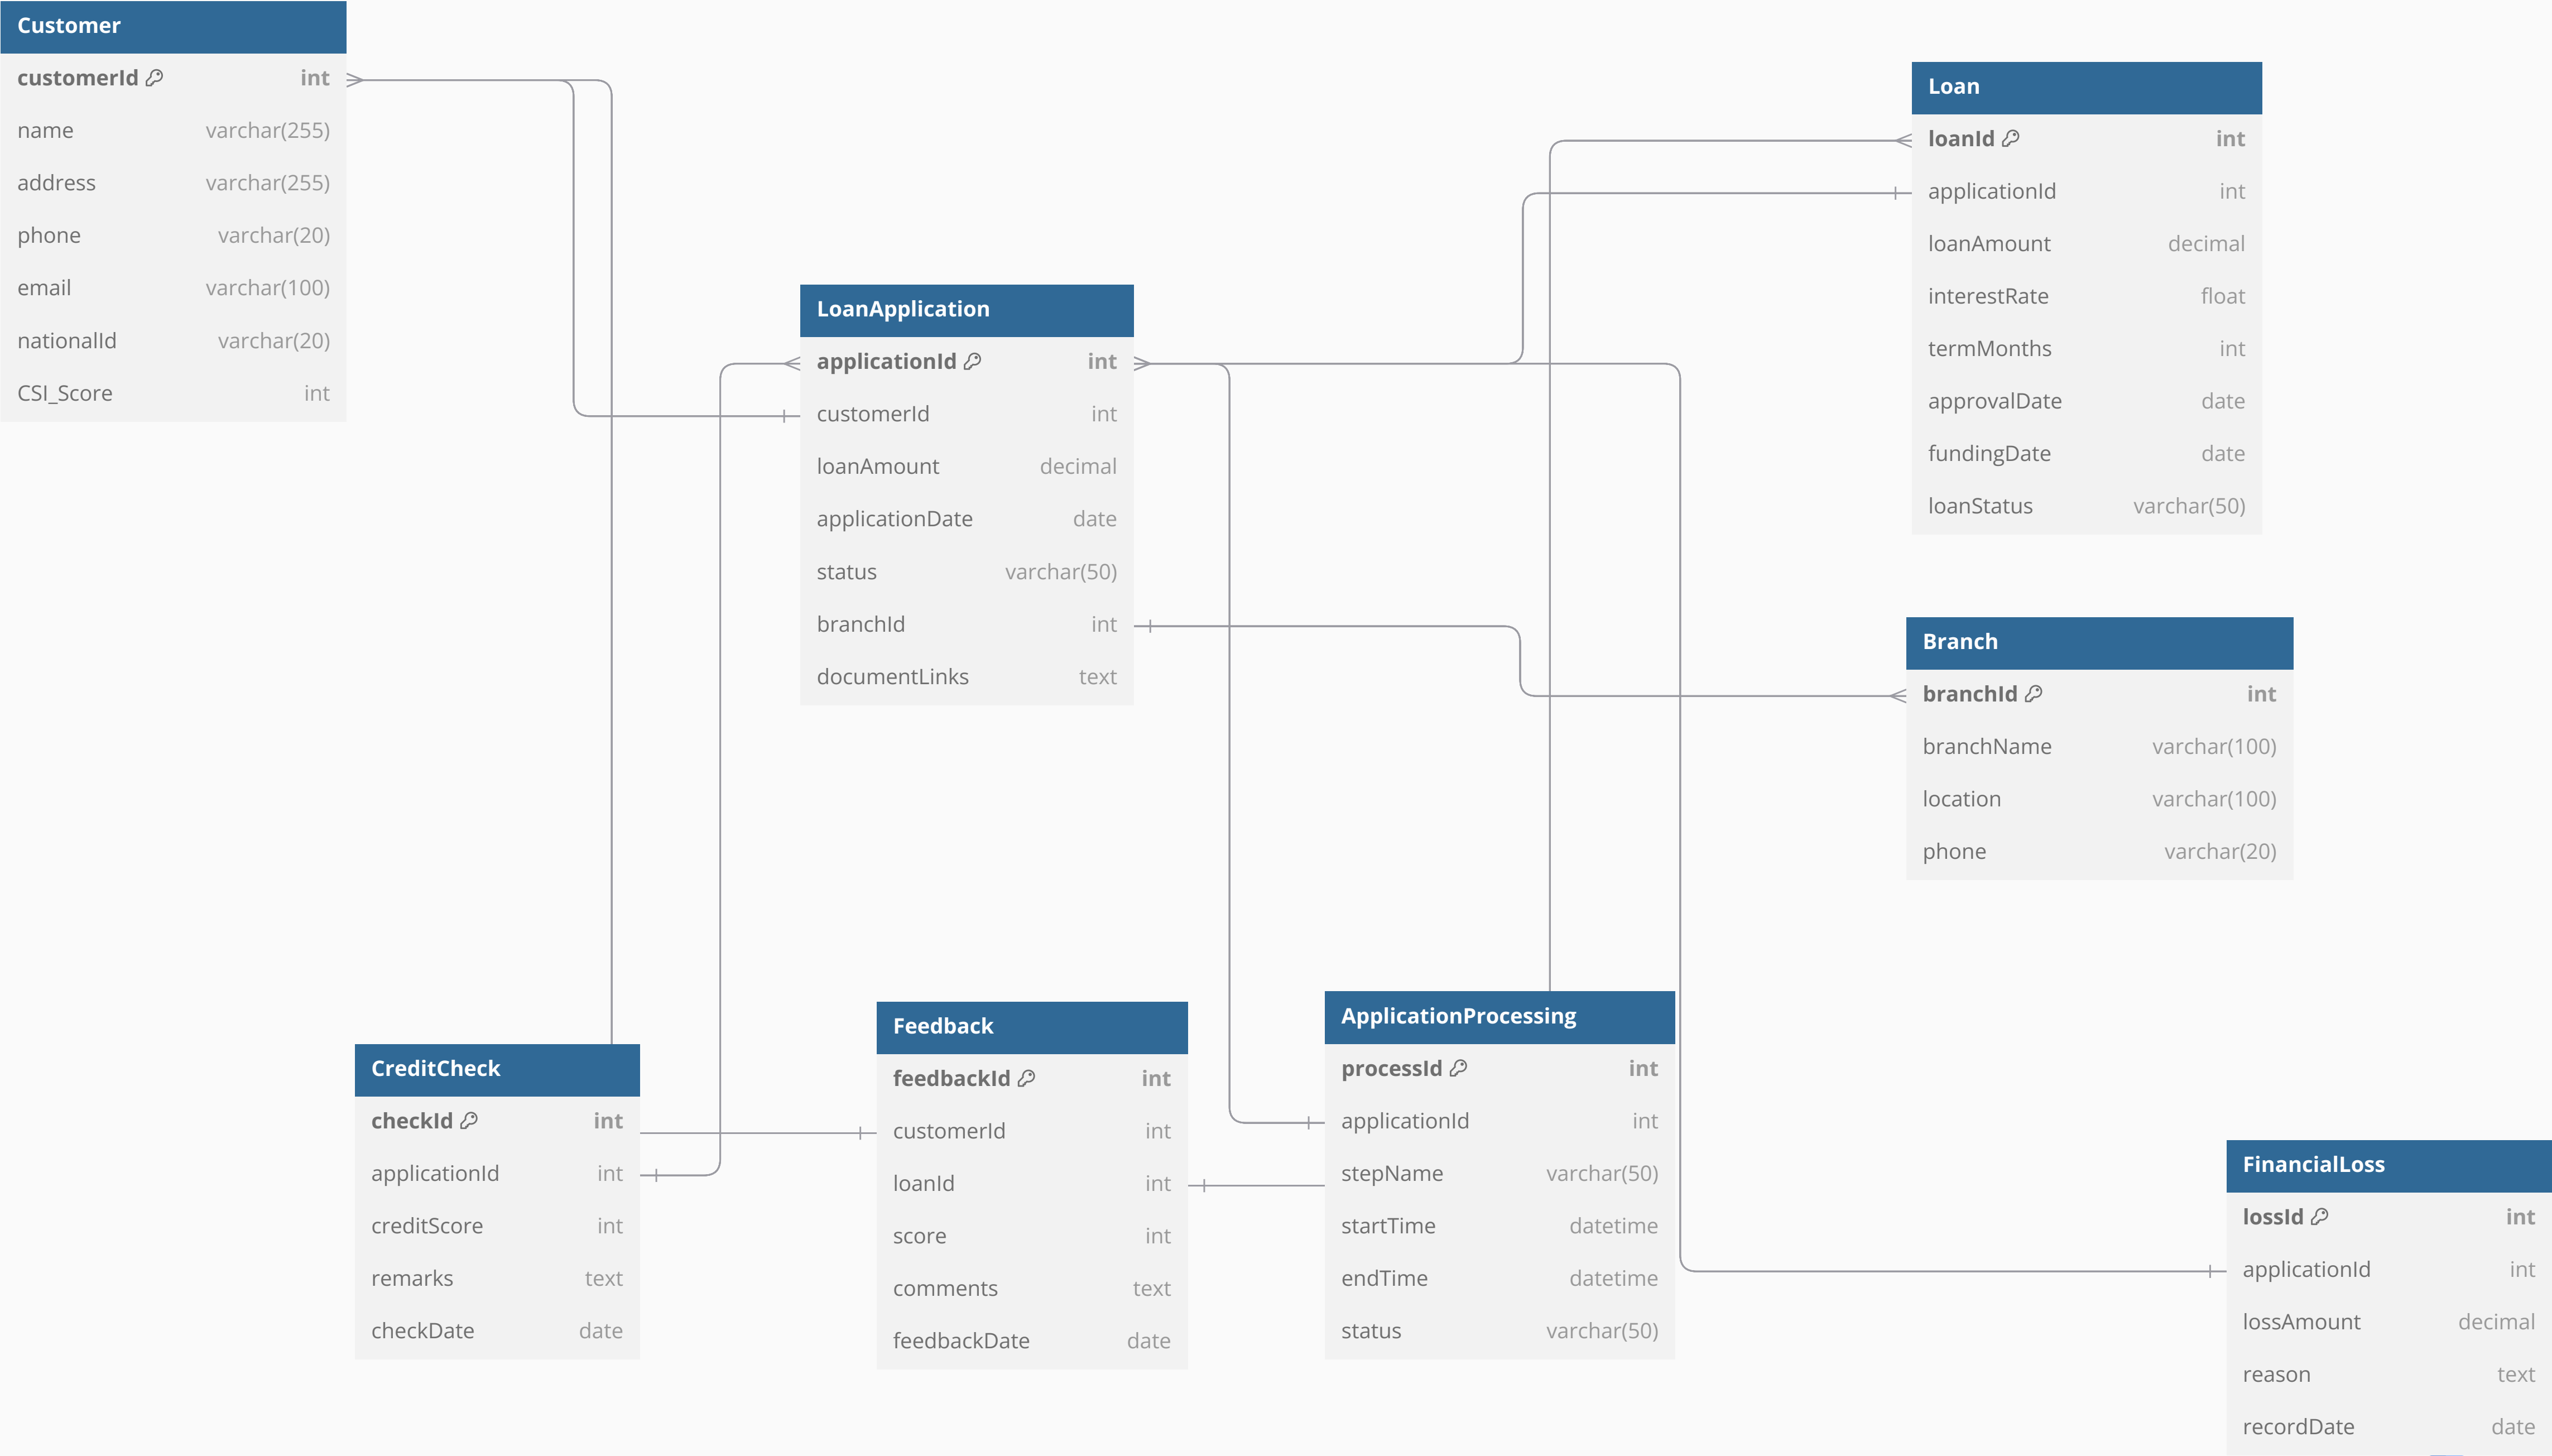 Customer
customerId int
name varchar(255)
address varchar(255)
phone varchar(20)
email varchar(100)
nationalId varchar(20)
CSI_Score int
Loan
loanId int
applicationId int
loanAmount decimal
interestRate float
termMonths int
approvalDate date
fundingDate date
loanStatus varchar(50)
LoanApplication
applicationId int
customerId int
loanAmount decimal
applicationDate date
status varchar(50)
branchId int
documentLinks text
Branch
branchId int
branchName varchar(100)
location varchar(100)
phone varchar(20)
CreditCheck
checkId int
applicationId int
creditScore int
remarks text
checkDate date
Feedback
feedbackId int
customerId int
loanId int
score int
comments text
feedbackDate date
ApplicationProcessing
processId int
applicationId int
stepName varchar(50)
startTime datetime
endTime datetime
status varchar(50)
FinancialLoss
lossId int
applicationId int
lossAmount decimal
reason text
recordDate date